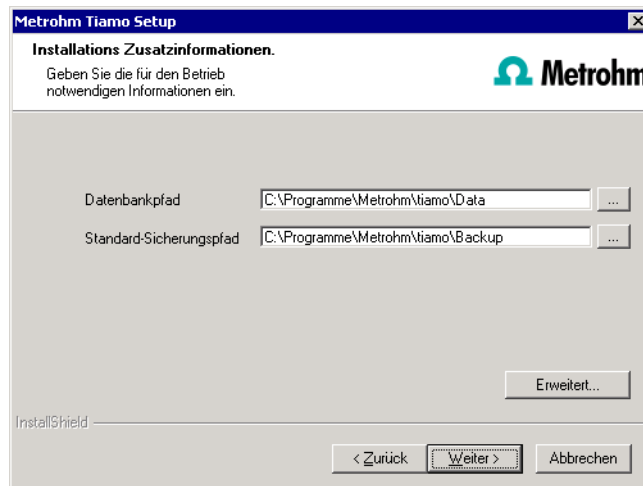 Metrohm Tiamo Setup
Installations Zusatzinformationen.
Geben Sie die für den Betrieb
notwendigen Informationen ein.
Metrohm
Datenbankpfad
C:\Programme\Metrohm\tiamo\Data
...
Standard-Sicherungspfad
C:\Programme\Metrohm\tiamo\Backup
...
Erweitert...
InstallShield
< Zurück
Weiter >
Abbrechen